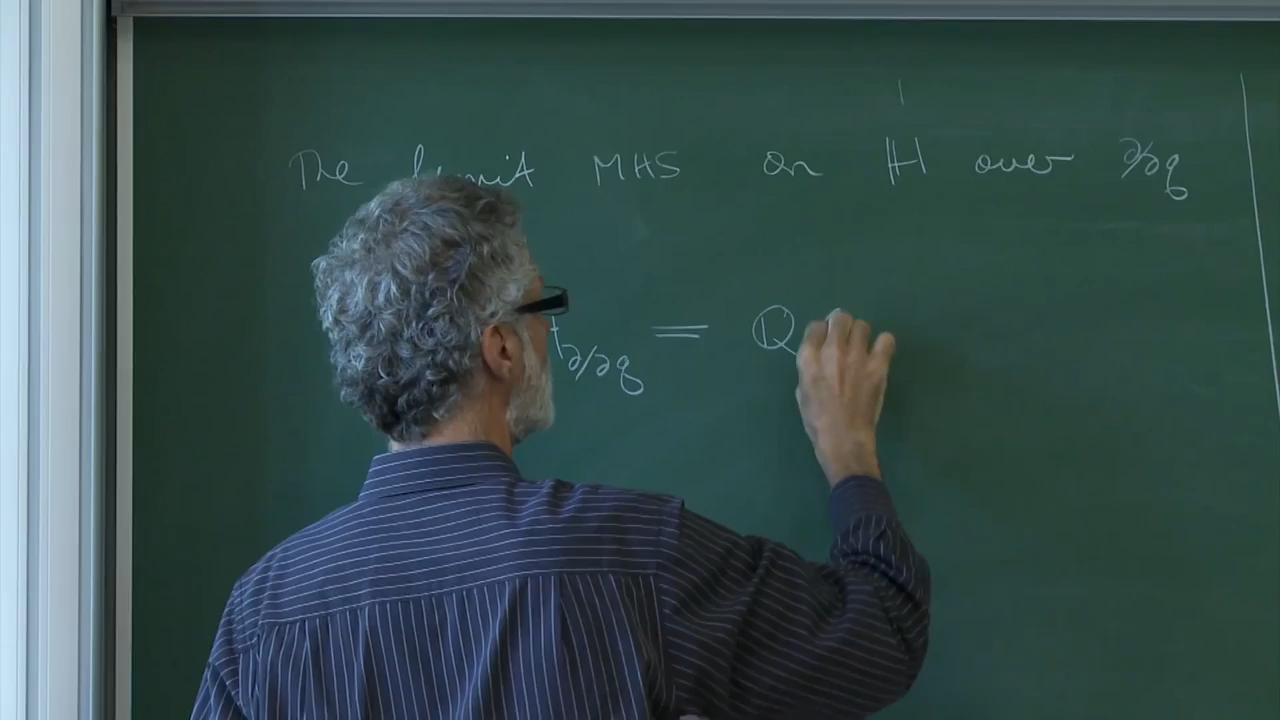 The limit MHS on ℍ over ∂/∂q
∂/∂q = ℚ